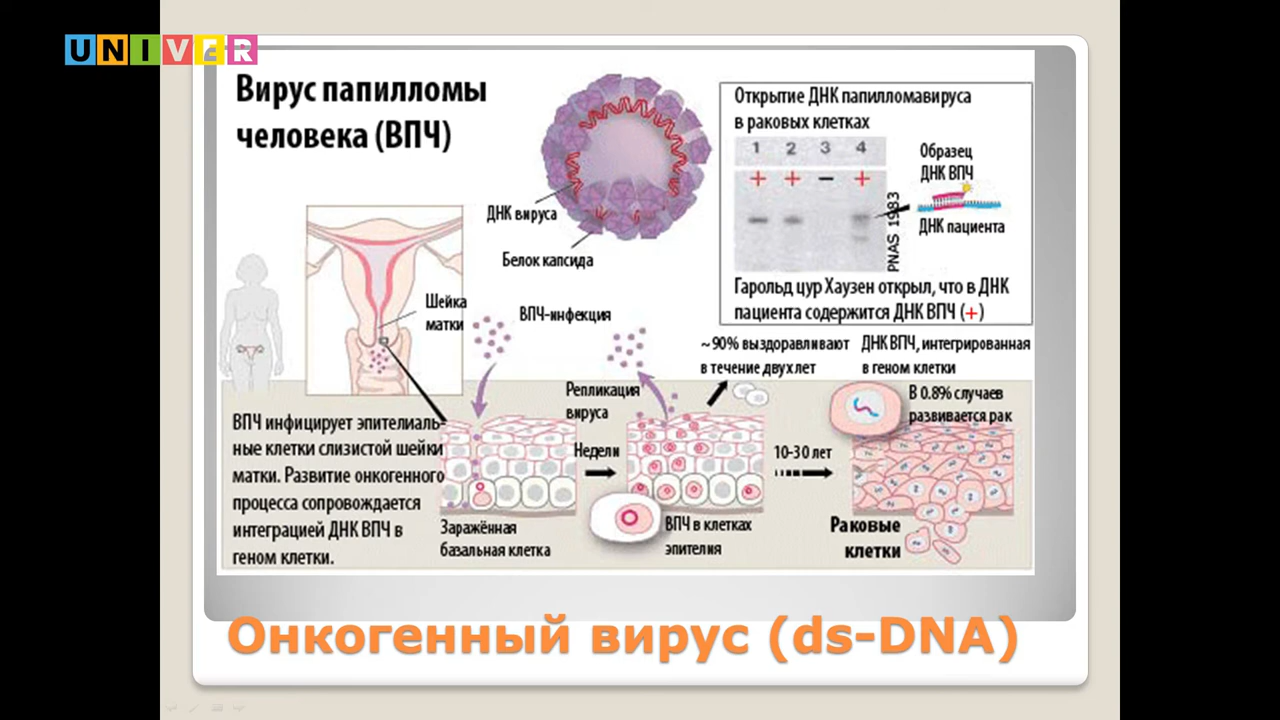 UNIVER
Вирус папилломы
человека (ВПЧ)
ДНК вируса
Белок капсида
Открытие ДНК папилломавируса
в раковых клетках
1 2 3 4
+ + − +
Образец
ДНК ВПЧ
ДНК пациента
PNAS 1983
Гарольд цур Хаузен открыл, что в ДНК
пациента содержится ДНК ВПЧ (+)
Шейка
матки
ВПЧ-инфекция
Репликация
вируса
~90% выздоравливают
в течение двух лет
ДНК ВПЧ, интегрированная
в геном клетки
В 0.8% случаев
развивается рак
ВПЧ инфицирует эпителиаль-
ные клетки слизистой шейки
матки. Развитие онкогенного
процесса сопровождается
интеграцией ДНК ВПЧ в
геном клетки.
Недели
10-30 лет
Заражённая
базальная клетка
ВПЧ в клетках
эпителия
Раковые
клетки
Онкогенный вирус (ds-DNA)